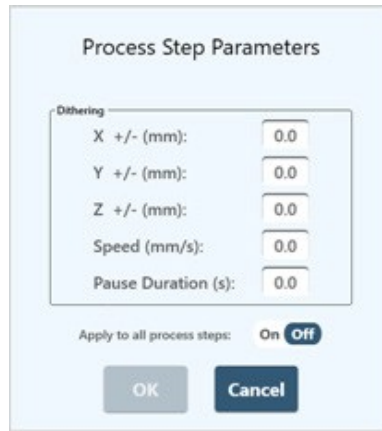 Process Step Parameters
Dithering
X +/- (mm): 0.0
Y +/- (mm): 0.0
Z +/- (mm): 0.0
Speed (mm/s): 0.0
Pause Duration (s): 0.0
Apply to all process steps: On Off
OK Cancel